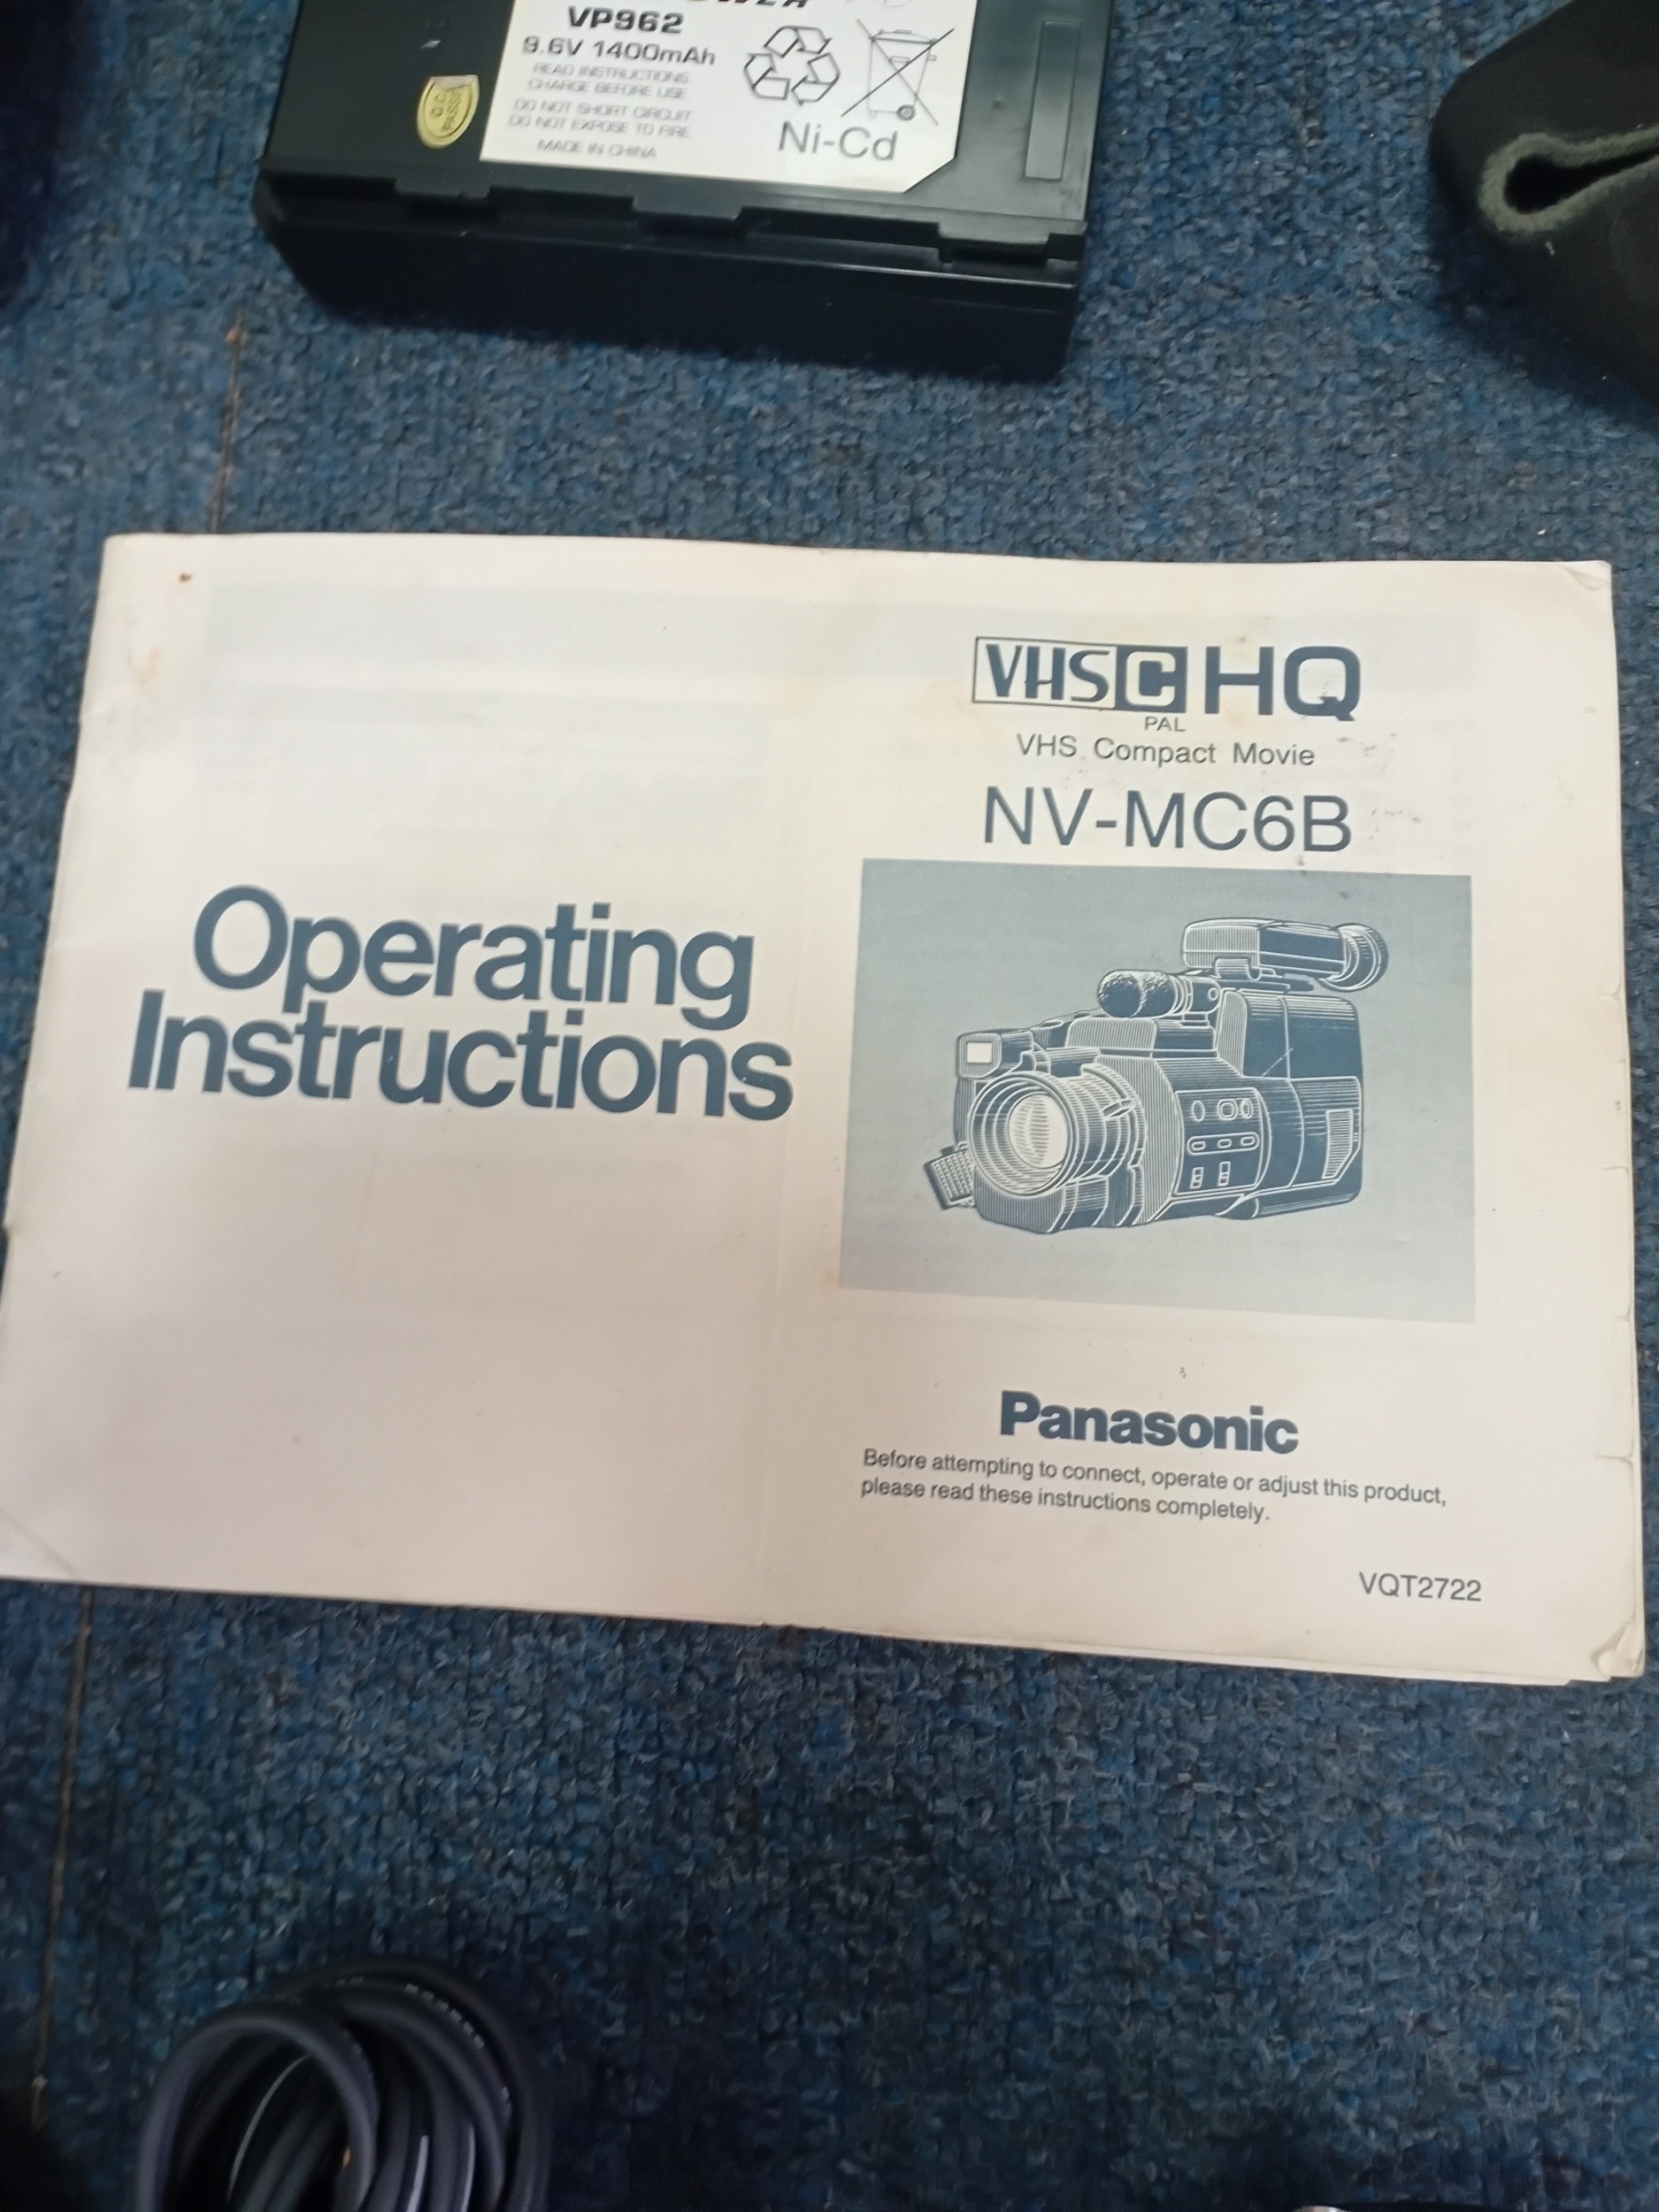 VP962
9.6V 1400mAh
READ INSTRUCTIONS
CHARGE BEFORE USE
DO NOT SHORT CIRCUIT
DO NOT EXPOSE TO FIRE
MADE IN CHINA
Ni-Cd
Q.C.
PASSED
VHSC HQ
PAL
VHS Compact Movie
NV-MC6B
Operating
Instructions
Panasonic
Before attempting to connect, operate or adjust this product,
please read these instructions completely.
VQT2722